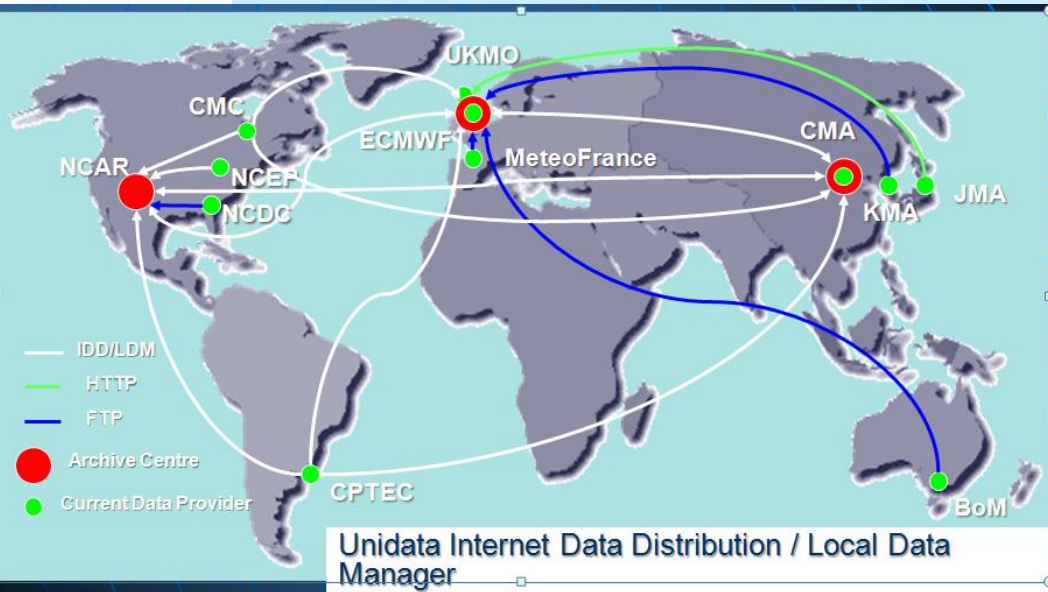 UKMO
CMC
CMA
ECMWF
MeteoFrance
NCAR
NCEP
JMA
KMA
NCDC
IDD/LDM
HTTP
FTP
Archive Centre
CPTEC
Current Data Provider
BoM
Unidata Internet Data Distribution / Local Data
Manager